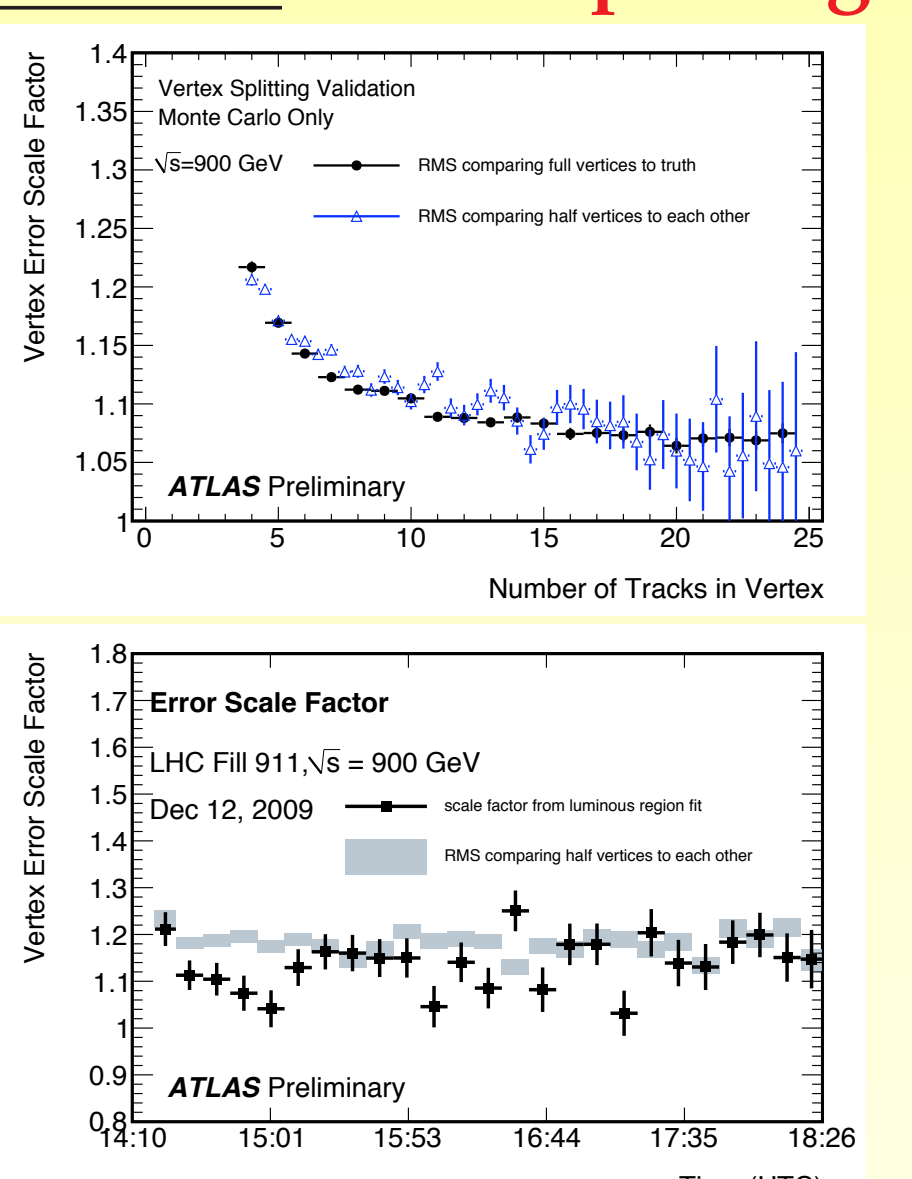 Vertex Error Scale Factor
1.4
1.35
1.3
1.25
1.2
1.15
1.1
1.05
1
Vertex Splitting Validation
Monte Carlo Only
√s=900 GeV
RMS comparing full vertices to truth
RMS comparing half vertices to each other
ATLAS Preliminary
0 5 10 15 20 25
Number of Tracks in Vertex
Vertex Error Scale Factor
1.8
1.7
1.6
1.5
1.4
1.3
1.2
1.1
1
0.9
0.8
Error Scale Factor
LHC Fill 911,√s = 900 GeV
Dec 12, 2009
scale factor from luminous region fit
RMS comparing half vertices to each other
ATLAS Preliminary
14:10 15:01 15:53 16:44 17:35 18:26